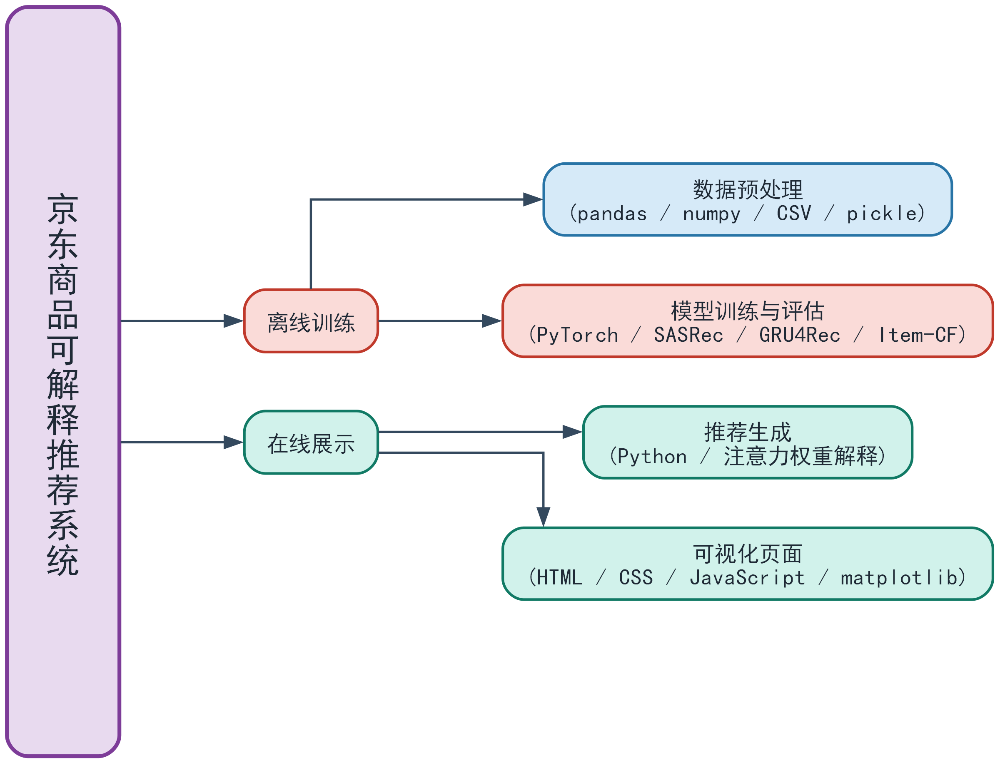 京东商品可解释推荐系统
数据预处理
(pandas / numpy / CSV / pickle)
离线训练
模型训练与评估
(PyTorch / SASRec / GRU4Rec / Item-CF)
在线展示
推荐生成
(Python / 注意力权重解释)
可视化页面
(HTML / CSS / JavaScript / matplotlib)